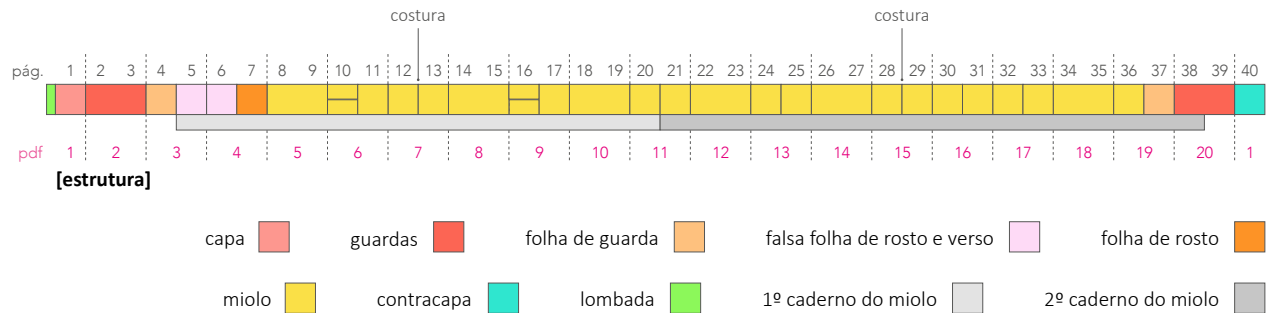 costura costura
pág. 1 2 3 4 5 6 7 8 9 10 11 12 13 14 15 16 17 18 19 20 21 22 23 24 25 26 27 28 29 30 31 32 33 34 35 36 37 38 39 40
pdf 1 2 3 4 5 6 7 8 9 10 11 12 13 14 15 16 17 18 19 20 1
[estrutura]
capa guardas folha de guarda falsa folha de rosto e verso folha de rosto
miolo contracapa lombada 1º caderno do miolo 2º caderno do miolo